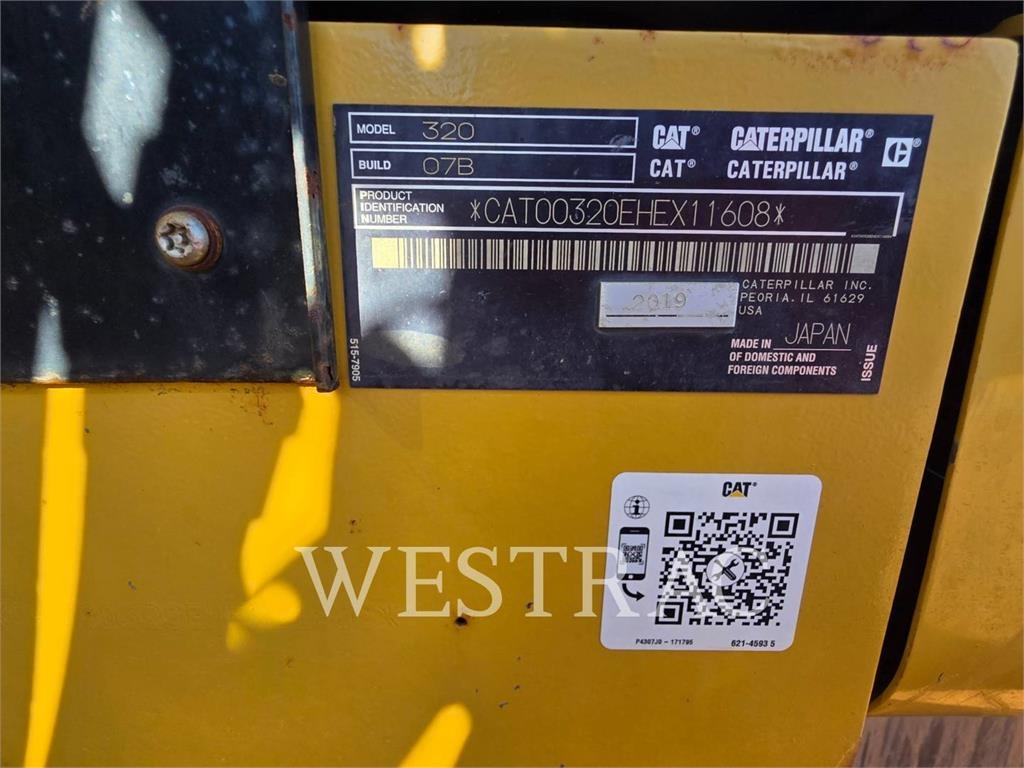 MODEL 320
BUILD 07B
CAT® CATERPILLAR®
CAT® CATERPILLAR®
PRODUCT
IDENTIFICATION
NUMBER
*CAT00320EHEX11608*
2019
CATERPILLAR INC.
PEORIA, IL 61629
USA
MADE IN JAPAN
OF DOMESTIC AND
FOREIGN COMPONENTS
ISSUE
515-7905
CAT®
P4307J0 - 171795
621-4593 5
WESTRAC